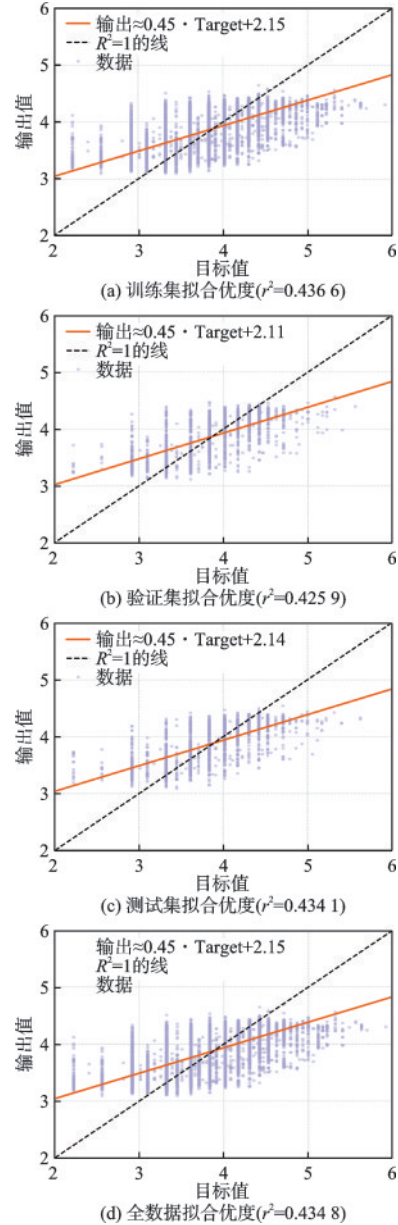 6
输出≈0.45・Target+2.15
R²=1的线
数据
5
输出值
4
3
2
2 3 4 5 6
目标值
(a) 训练集拟合优度(r²=0.436 6)
6
输出≈0.45・Target+2.11
R²=1的线
数据
5
输出值
4
3
2
2 3 4 5 6
目标值
(b) 验证集拟合优度(r²=0.425 9)
6
输出≈0.45・Target+2.14
R²=1的线
数据
5
输出值
4
3
2
2 3 4 5 6
目标值
(c) 测试集拟合优度(r²=0.434 1)
6
输出≈0.45・Target+2.15
R²=1的线
数据
5
输出值
4
3
2
2 3 4 5 6
目标值
(d) 全数据拟合优度(r²=0.434 8)